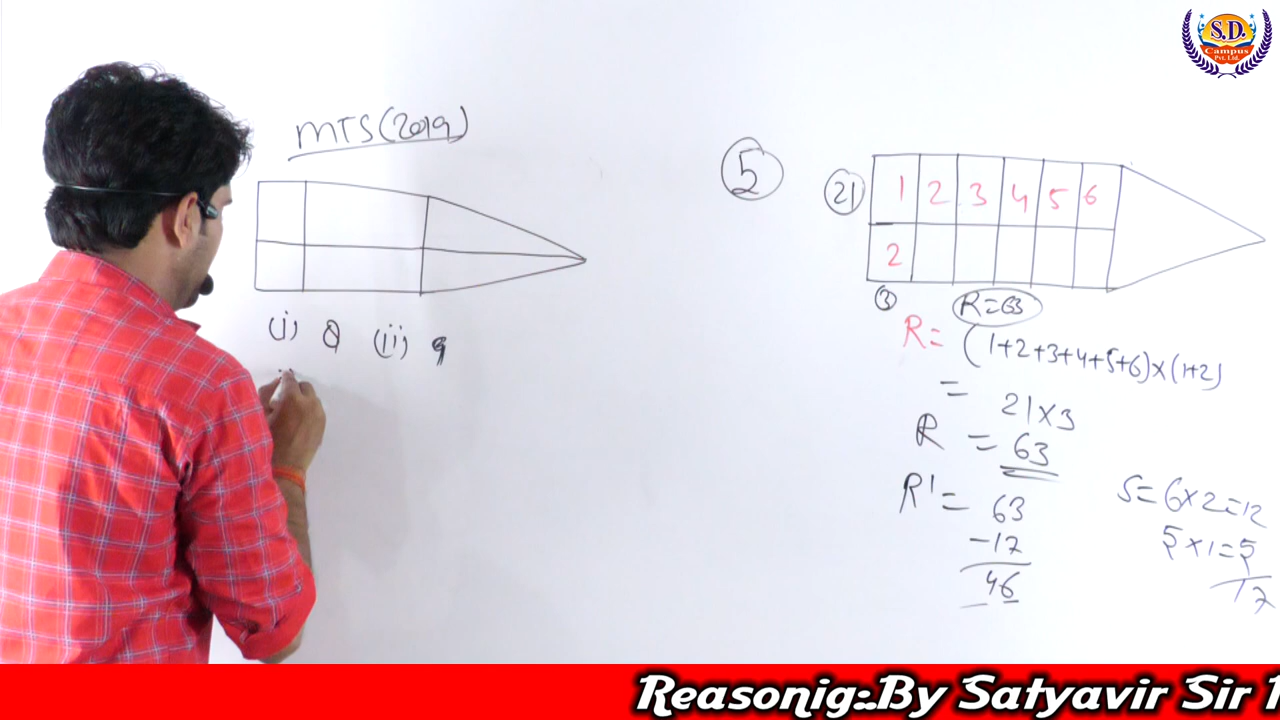 S.D.
Campus
Pvt. Ltd.
MTS(2019)
(i) 8 (ii) 9
5
21
1 2 3 4 5 6
2
3
R=63
R= (1+2+3+4+5+6)×(1+2)
= 21×3
R = 63
R' = 63
-17
46
S= 6×2=12
5×1=5
17
Reasonig:.By Satyavir Sir